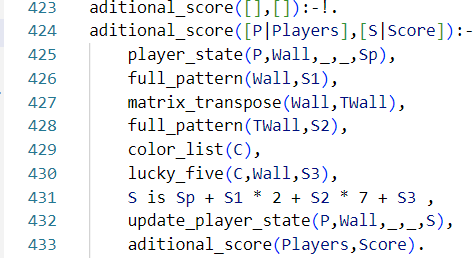 423 aditional_score([],[]):-!.
424 aditional_score([P|Players],[S|Score]):-
425 player_state(P,Wall,_,_,Sp),
426 full_pattern(Wall,S1),
427 matrix_transpose(Wall,TWall),
428 full_pattern(TWall,S2),
429 color_list(C),
430 lucky_five(C,Wall,S3),
431 S is Sp + S1 * 2 + S2 * 7 + S3 ,
432 update_player_state(P,Wall,_,_,S),
433 aditional_score(Players,Score).